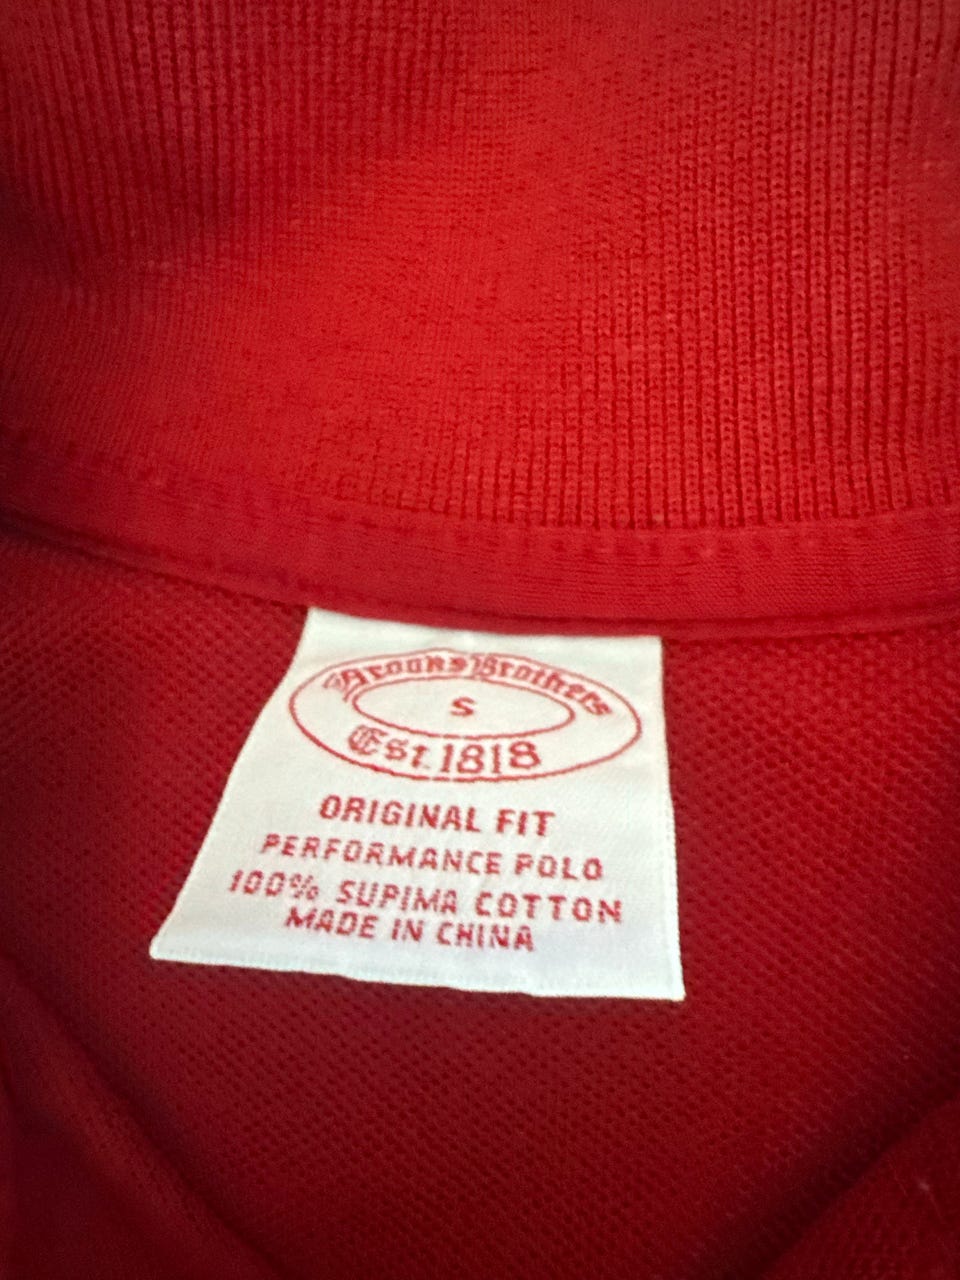 Brooks Brothers
S
Est. 1818
ORIGINAL FIT
PERFORMANCE POLO
100% SUPIMA COTTON
MADE IN CHINA